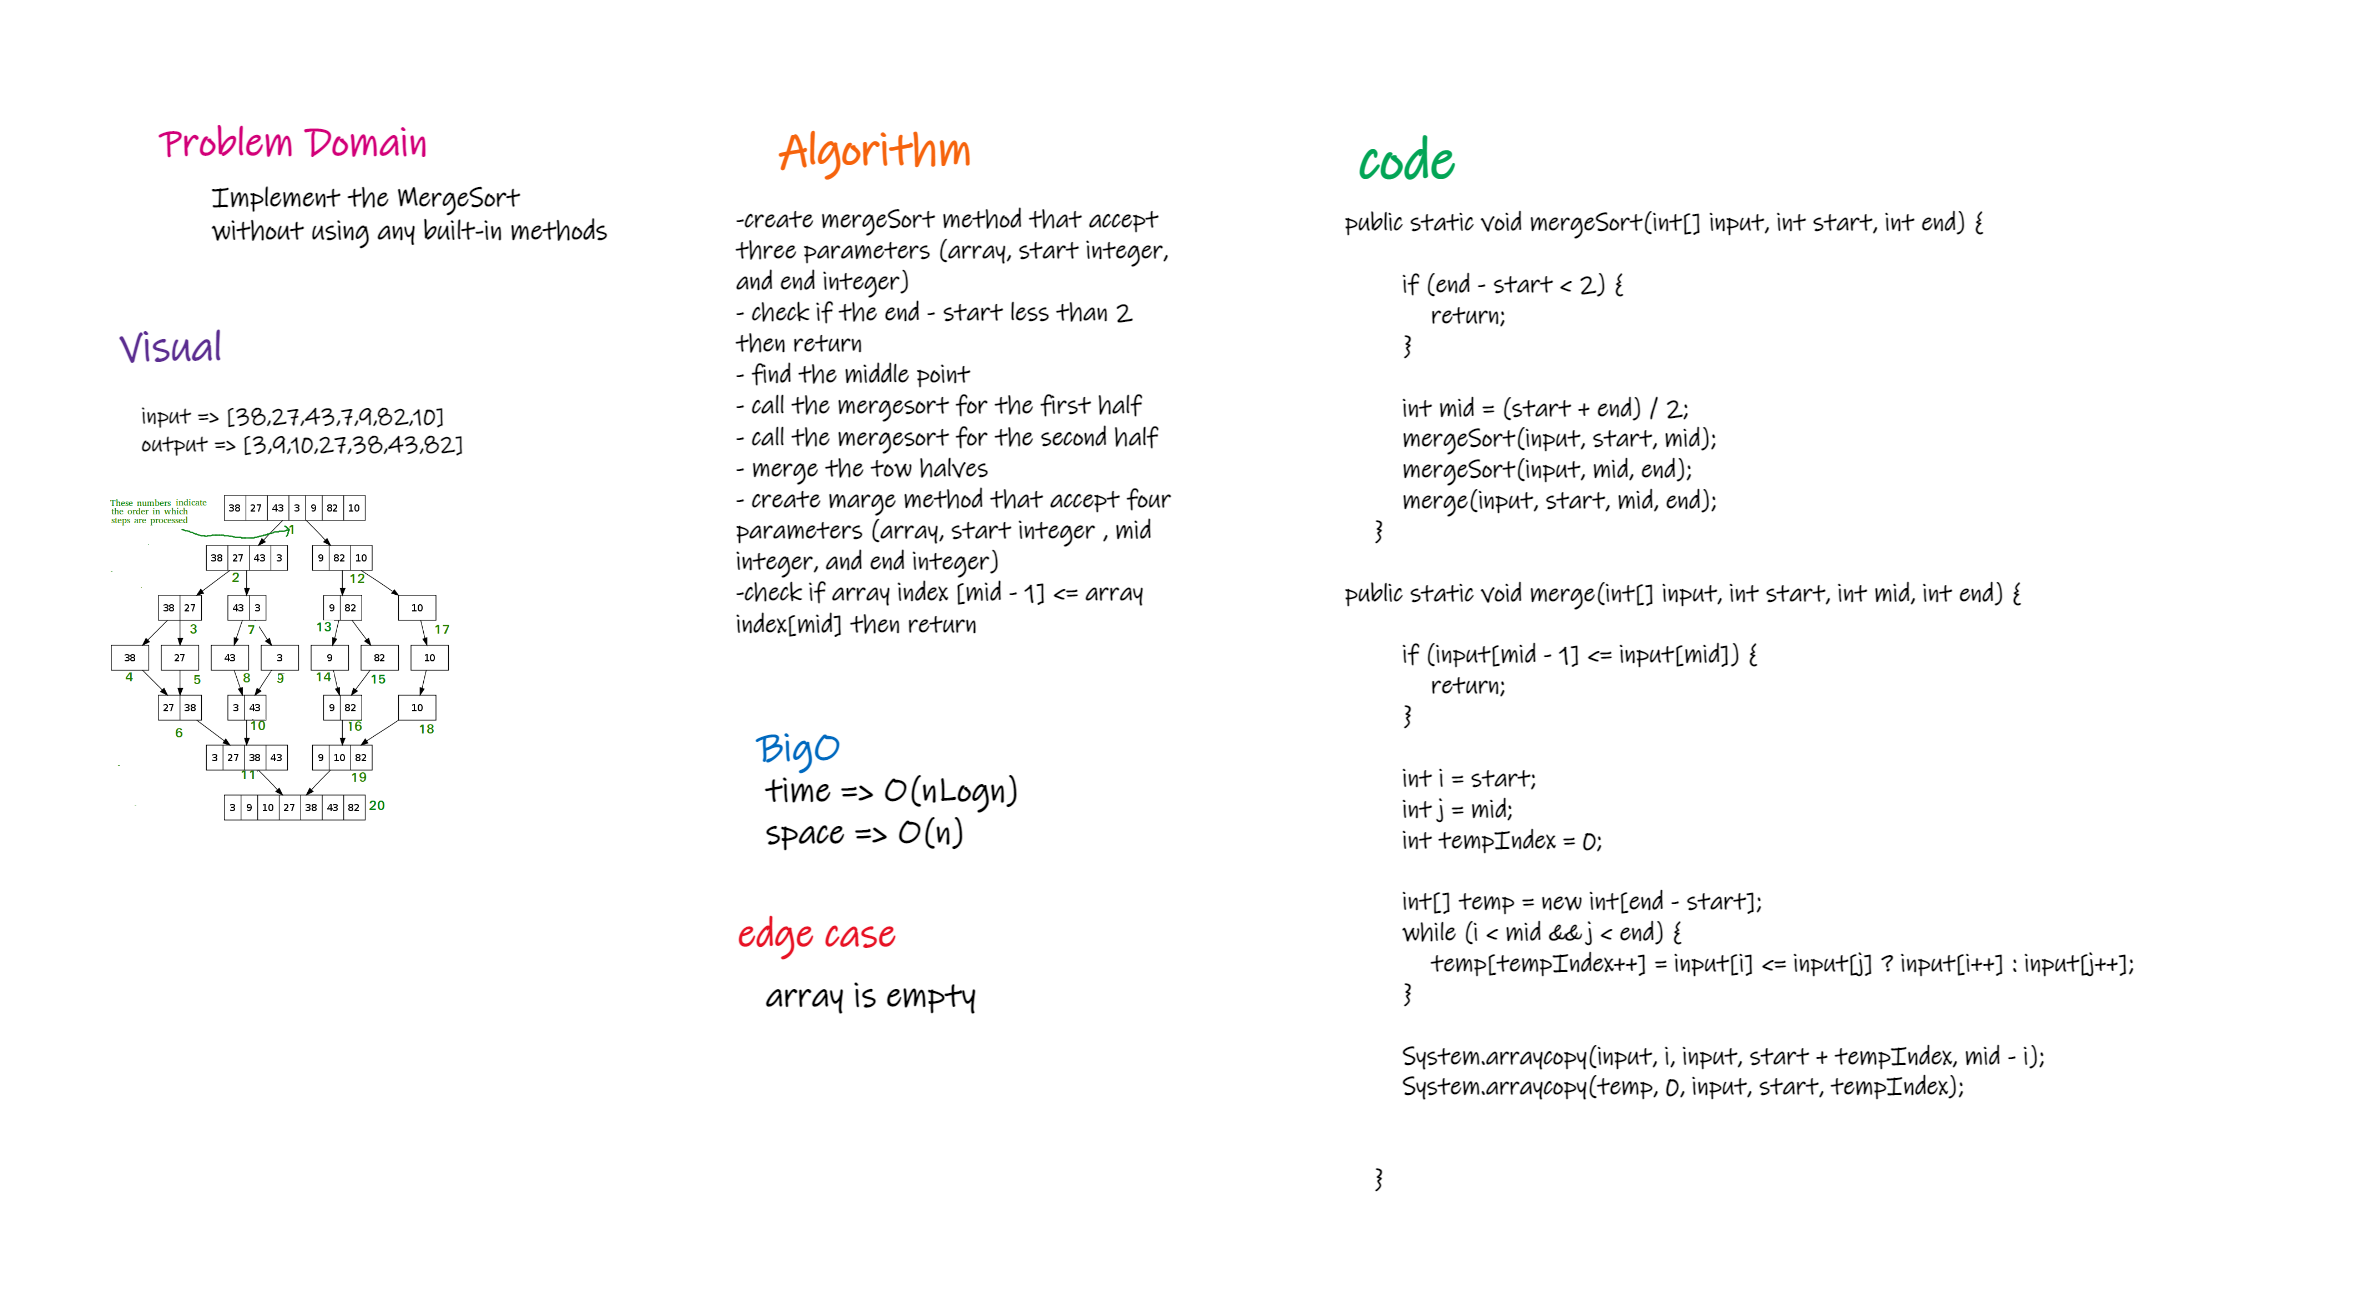 Problem Domain
Implement the MergeSort
without using any built-in methods
Visual
input => [38,27,43,7,9,82,10]
output => [3,9,10,27,38,43,82]
These numbers indicate
the order in which
steps are processed
38 27 43 3 9 82 10
1
38 27 43 3 9 82 10
2 12
38 27 43 3 9 82 10
3 7 13 17
38 27 43 3 9 82 10
4 5 8 9 14 15
27 38 3 43 9 82 10
6 10 16 18
3 27 38 43 9 10 82
11 19
3 9 10 27 38 43 82 20
Algorithm
-create mergeSort method that accept
three parameters (array, start integer,
and end integer)
- check if the end - start less than 2
then return
- find the middle point
- call the mergesort for the first half
- call the mergesort for the second half
- merge the tow halves
- create marge method that accept four
parameters (array, start integer , mid
integer, and end integer)
-check if array index [mid - 1] <= array
index[mid] then return
BigO
time => O(nLogn)
space => O(n)
edge case
array is empty
code
public static void mergeSort(int[] input, int start, int end) {
if (end - start < 2) {
return;
}
int mid = (start + end) / 2;
mergeSort(input, start, mid);
mergeSort(input, mid, end);
merge(input, start, mid, end);
}
public static void merge(int[] input, int start, int mid, int end) {
if (input[mid - 1] <= input[mid]) {
return;
}
int i = start;
int j = mid;
int tempIndex = 0;
int[] temp = new int[end - start];
while (i < mid && j < end) {
temp[tempIndex++] = input[i] <= input[j] ? input[i++] : input[j++];
}
System.arraycopy(input, i, input, start + tempIndex, mid - i);
System.arraycopy(temp, 0, input, start, tempIndex);
}